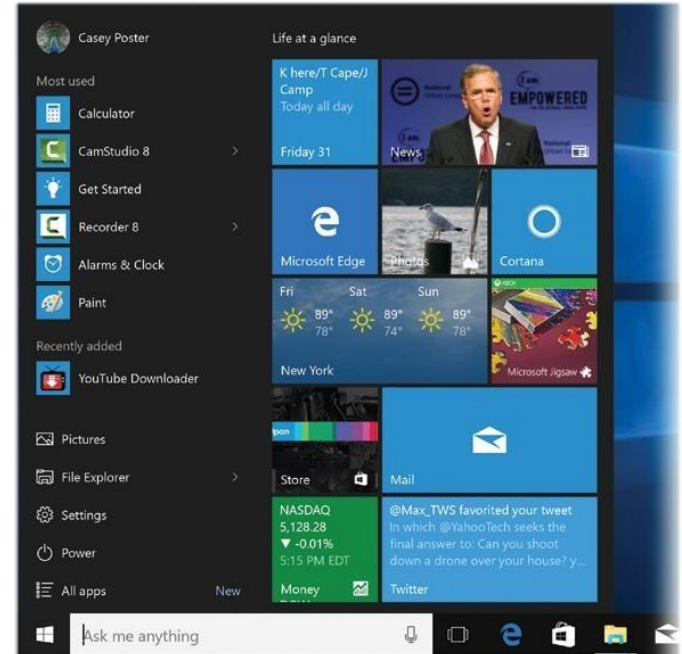 Casey Poster
Most used
Calculator
CamStudio 8
Get Started
Recorder 8
Alarms & Clock
Paint
Recently added
YouTube Downloader
Pictures
File Explorer
Settings
Power
All apps New
Life at a glance
K here/T Cape/J
Camp
Today all day
Friday 31
I am
EMPOWERED
News
Microsoft Edge
Photos
Cortana
Fri Sat Sun
89° 89° 89°
78° 74° 78°
New York
XBOX
Microsoft Jigsaw
Store
Mail
NASDAQ
5,128.28
▼ -0.01%
5:15 PM EDT
Money
@Max_TWS favorited your tweet
In which @YahooTech seeks the
final answer to: Can you shoot
down a drone over your house? y...
Twitter
Ask me anything